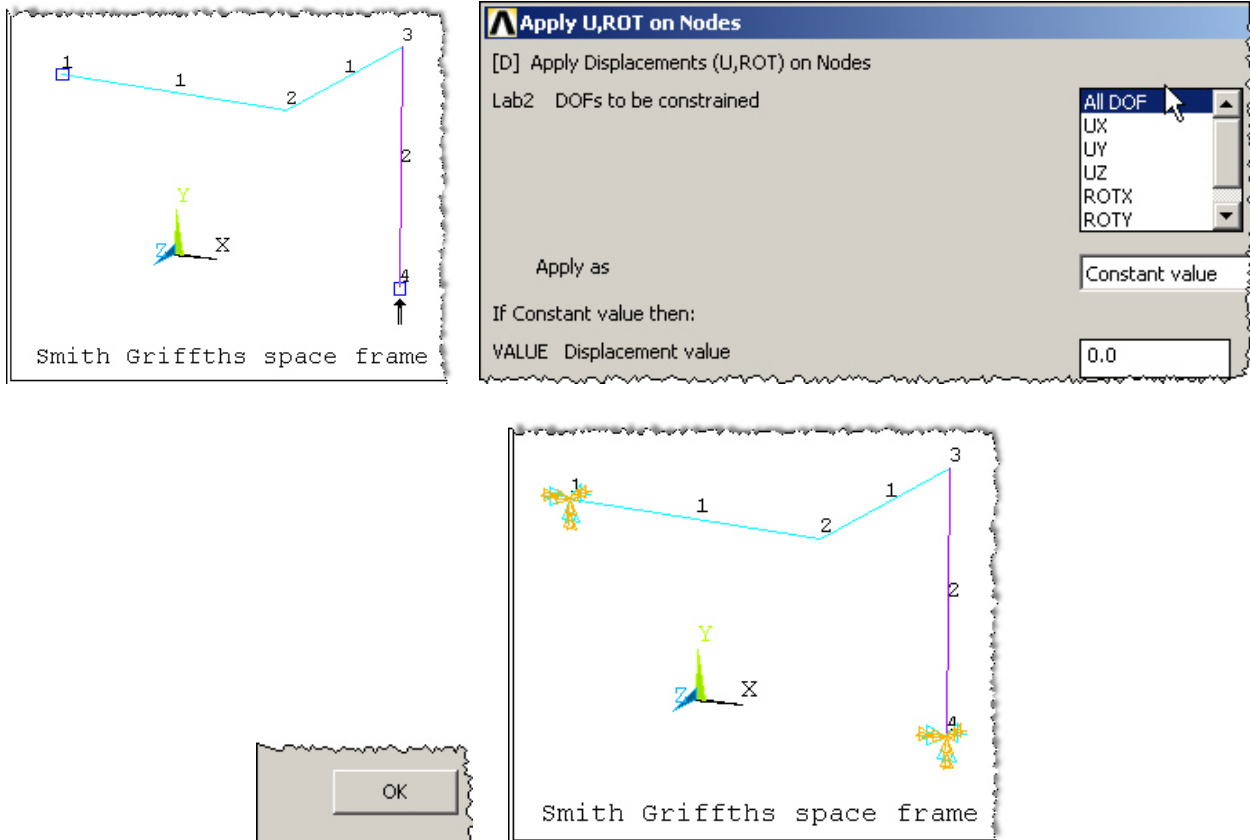 1
1
2
1
3
2
4
Y
Z
X
Smith Griffths space frame
Apply U,ROT on Nodes
[D] Apply Displacements (U,ROT) on Nodes
Lab2 DOFs to be constrained
All DOF
UX
UY
UZ
ROTX
ROTY
Apply as
Constant value
If Constant value then:
VALUE Displacement value
0.0
OK
1
1
2
1
3
2
4
Y
Z
X
Smith Griffths space frame